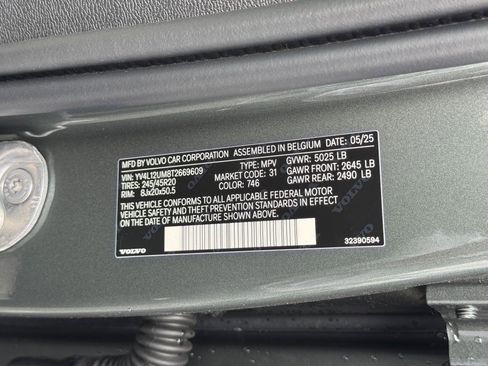 MFD BY VOLVO CAR CORPORATION ASSEMBLED IN BELGIUM DATE: 05/25
VIN: YV4L12UM8T2669609 TYPE: MPV GVWR: 5025 LB
TIRES: 245/45R20 MARKET CODE: 31 GAWR FRONT: 2645 LB
RIM: 8Jx20x50.5 COLOR: 746 GAWR REAR: 2490 LB
THIS VEHICLE CONFORMS TO ALL APPLICABLE FEDERAL MOTOR
VEHICLE SAFETY AND THEFT PREVENTION STANDARDS IN EFFECT
ON THE DATE OF MANUFACTURE SHOWN ABOVE.
VOLVO 32390594